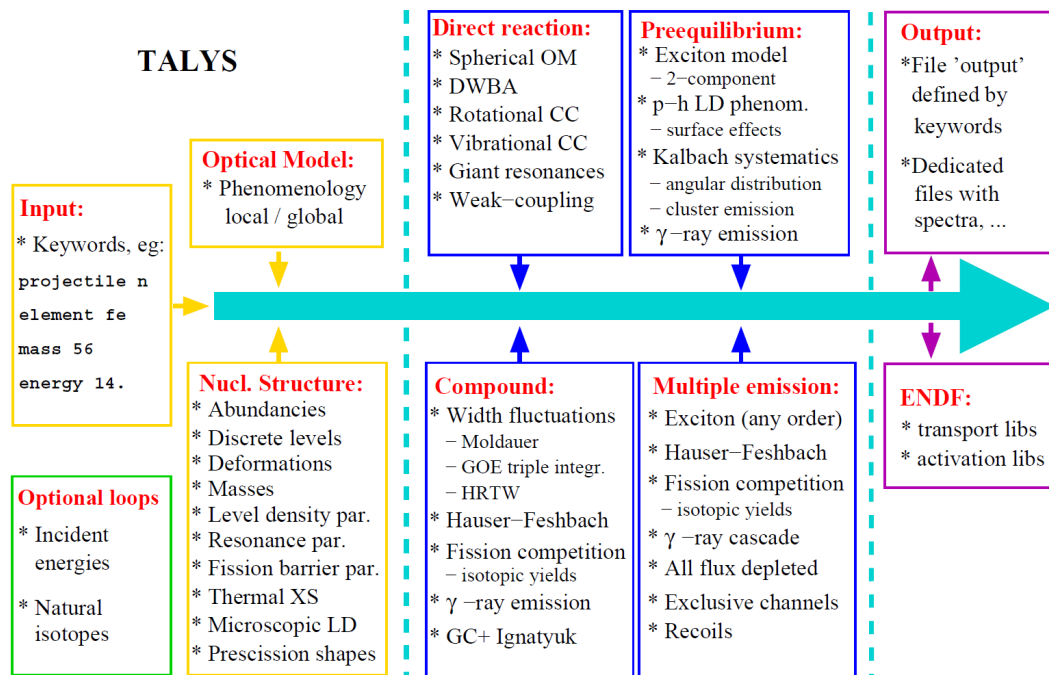 TALYS
Input:
* Keywords, eg:
projectile n
element fe
mass 56
energy 14.
Optional loops
* Incident
energies
* Natural
isotopes
Optical Model:
* Phenomenology
local / global
Nucl. Structure:
* Abundancies
* Discrete levels
* Deformations
* Masses
* Level density par.
* Resonance par.
* Fission barrier par.
* Thermal XS
* Microscopic LD
* Prescission shapes
Direct reaction:
* Spherical OM
* DWBA
* Rotational CC
* Vibrational CC
* Giant resonances
* Weak−coupling
Preequilibrium:
* Exciton model
− 2−component
* p−h LD phenom.
− surface effects
* Kalbach systematics
− angular distribution
− cluster emission
* γ−ray emission
Compound:
* Width fluctuations
− Moldauer
− GOE triple integr.
− HRTW
* Hauser−Feshbach
* Fission competition
− isotopic yields
* γ −ray emission
* GC+ Ignatyuk
Multiple emission:
* Exciton (any order)
* Hauser−Feshbach
* Fission competition
− isotopic yields
* γ −ray cascade
* All flux depleted
* Exclusive channels
* Recoils
Output:
*File ’output’
defined by
keywords
*Dedicated
files with
spectra, ...
ENDF:
* transport libs
* activation libs